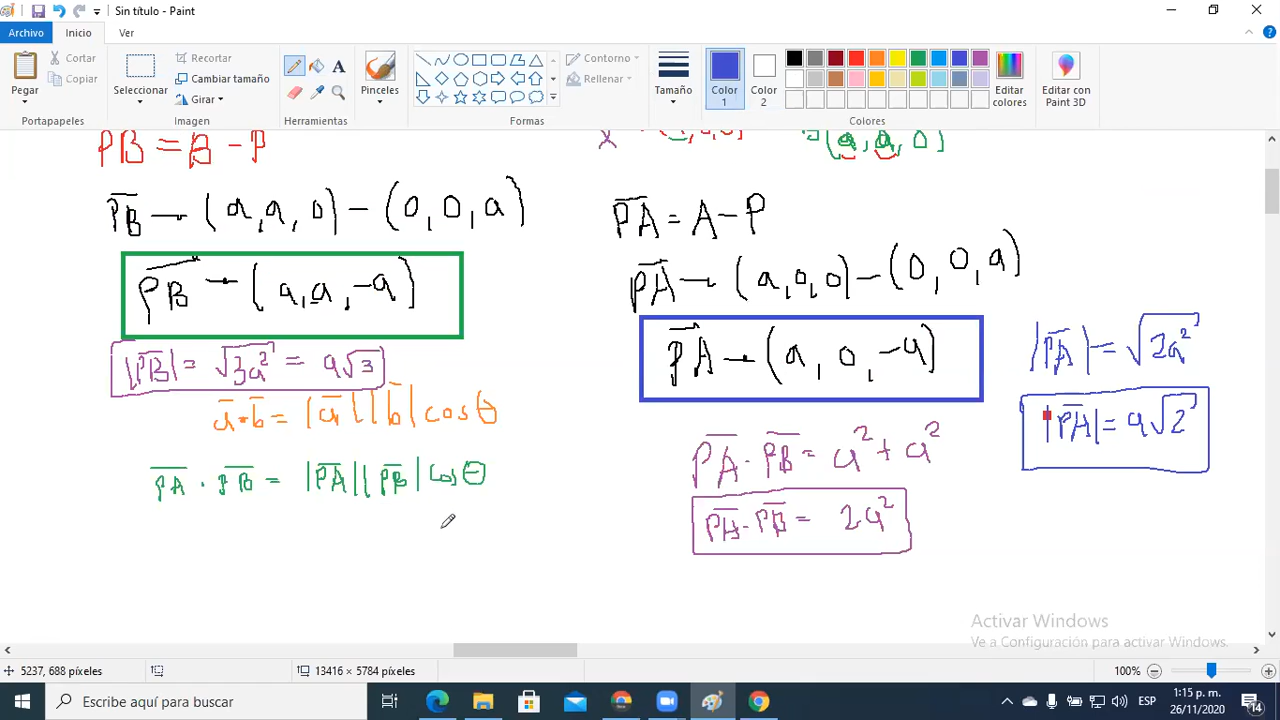 Sin título - Paint
Archivo Inicio Ver
Pegar
Cortar
Copiar
Portapapeles
Seleccionar
Recortar
Cambiar tamaño
Girar
Imagen
A
Herramientas
Pinceles
Contorno
Rellenar
Formas
Tamaño
Color 1
Color 2
Editar colores
Editar con Paint 3D
Colores
PB = B - P
PB → (a, a, 0) - (0, 0, a)
PB → (a, a, -a)
|PB| = √3a² = a√3
a · b = |a| |b| cos θ
PA · PB = |PA| |PB| cos θ
x
(a, a, 0)
PA = A - P
PA → (a, 0, 0) - (0, 0, a)
PA → (a, 0, -a)
PA · PB = a² + a²
PA · PB = 2a²
|PA| = √2a²
|PA| = a√2
Activar Windows
Ve a Configuración para activar Windows.
5237, 688 píxeles
13416 × 5784 píxeles
100%
Escribe aquí para buscar
ESP
1:15 p. m.
26/11/2020
14